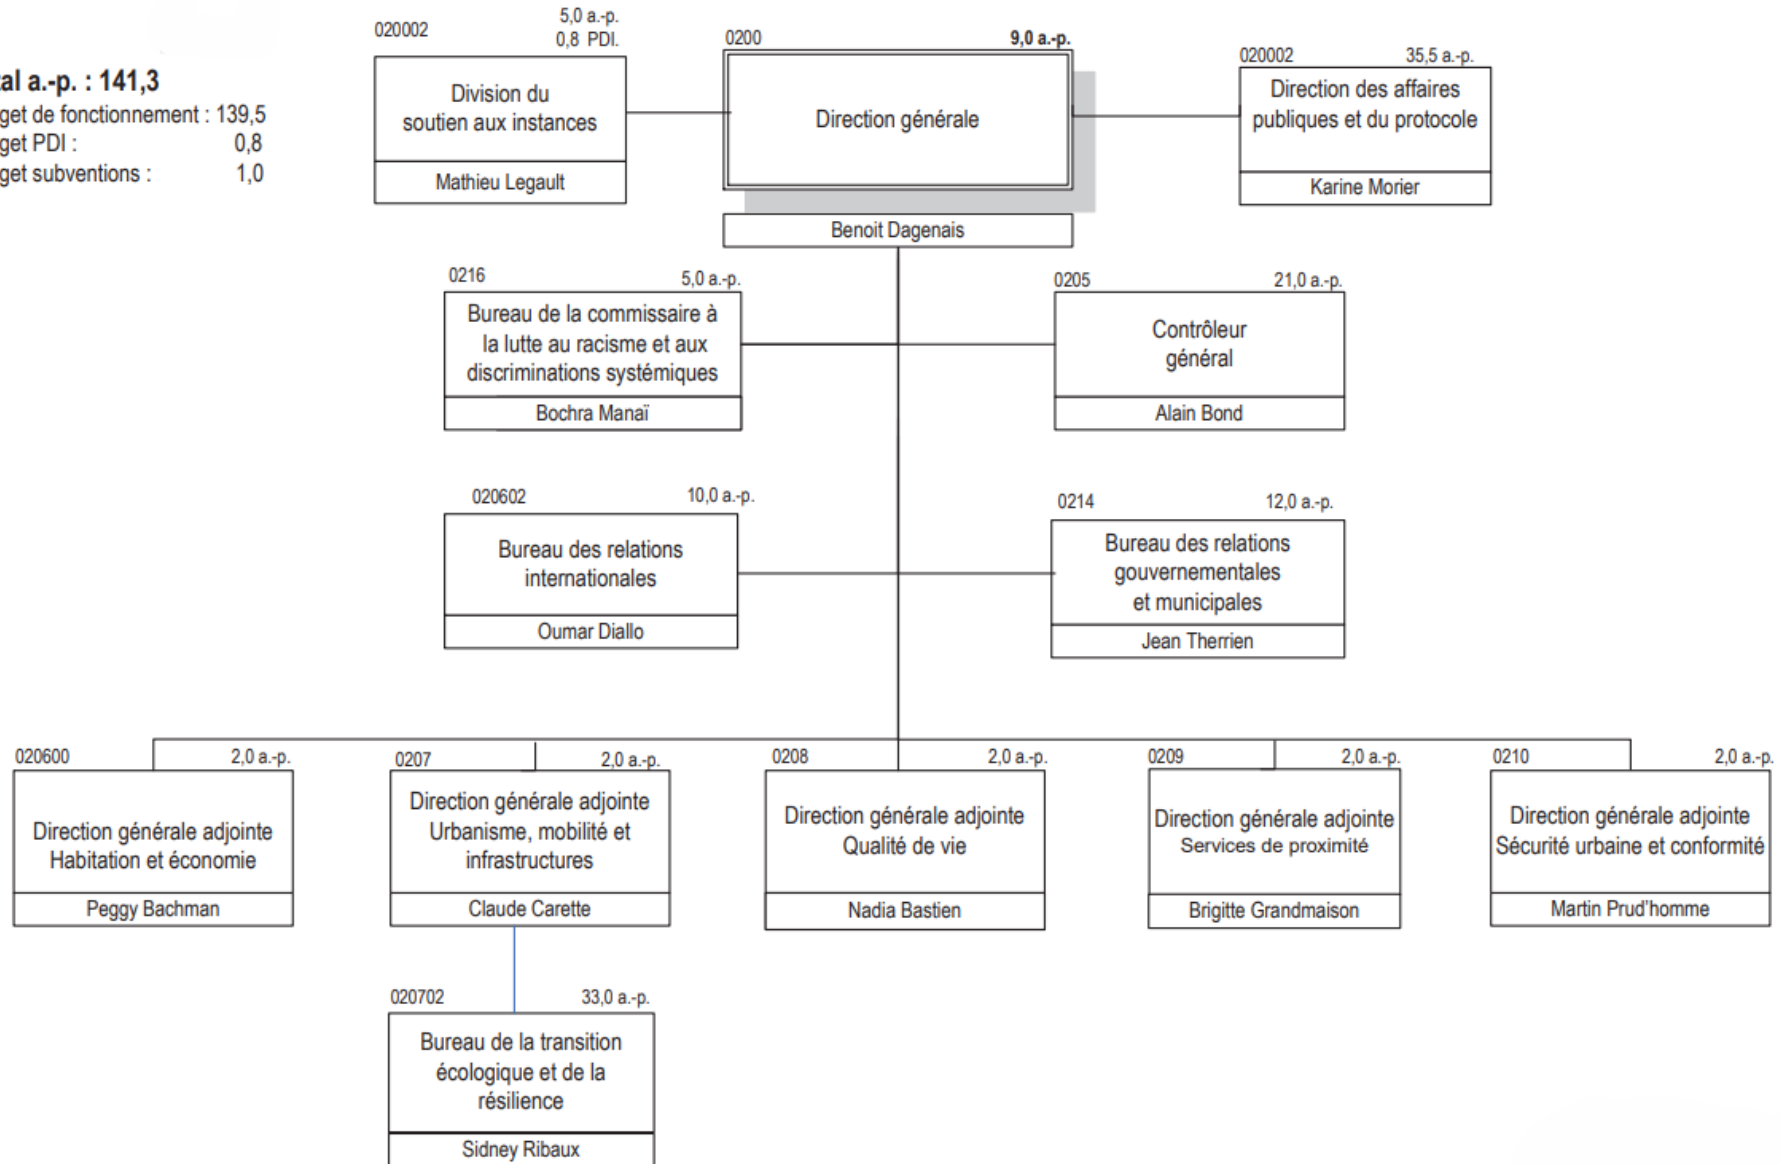 020002
5,0 a.-p.
0,8 PDI.
0200
9,0 a.-p.
020002
35,5 a.-p.
tal a.-p. : 141,3
get de fonctionnement : 139,5
get PDI : 0,8
get subventions : 1,0
Division du
soutien aux instances
Mathieu Legault
Direction générale
Benoit Dagenais
Direction des affaires
publiques et du protocole
Karine Morier
0216
5,0 a.-p.
Bureau de la commissaire à
la lutte au racisme et aux
discriminations systémiques
Bochra Manaï
0205
21,0 a.-p.
Contrôleur
général
Alain Bond
020602
10,0 a.-p.
Bureau des relations
internationales
Oumar Diallo
0214
12,0 a.-p.
Bureau des relations
gouvernementales
et municipales
Jean Therrien
020600
2,0 a.-p.
Direction générale adjointe
Habitation et économie
Peggy Bachman
0207
2,0 a.-p.
Direction générale adjointe
Urbanisme, mobilité et
infrastructures
Claude Carette
0208
2,0 a.-p.
Direction générale adjointe
Qualité de vie
Nadia Bastien
0209
2,0 a.-p.
Direction générale adjointe
Services de proximité
Brigitte Grandmaison
0210
2,0 a.-p.
Direction générale adjointe
Sécurité urbaine et conformité
Martin Prud'homme
020702
33,0 a.-p.
Bureau de la transition
écologique et de la
résilience
Sidney Ribaux